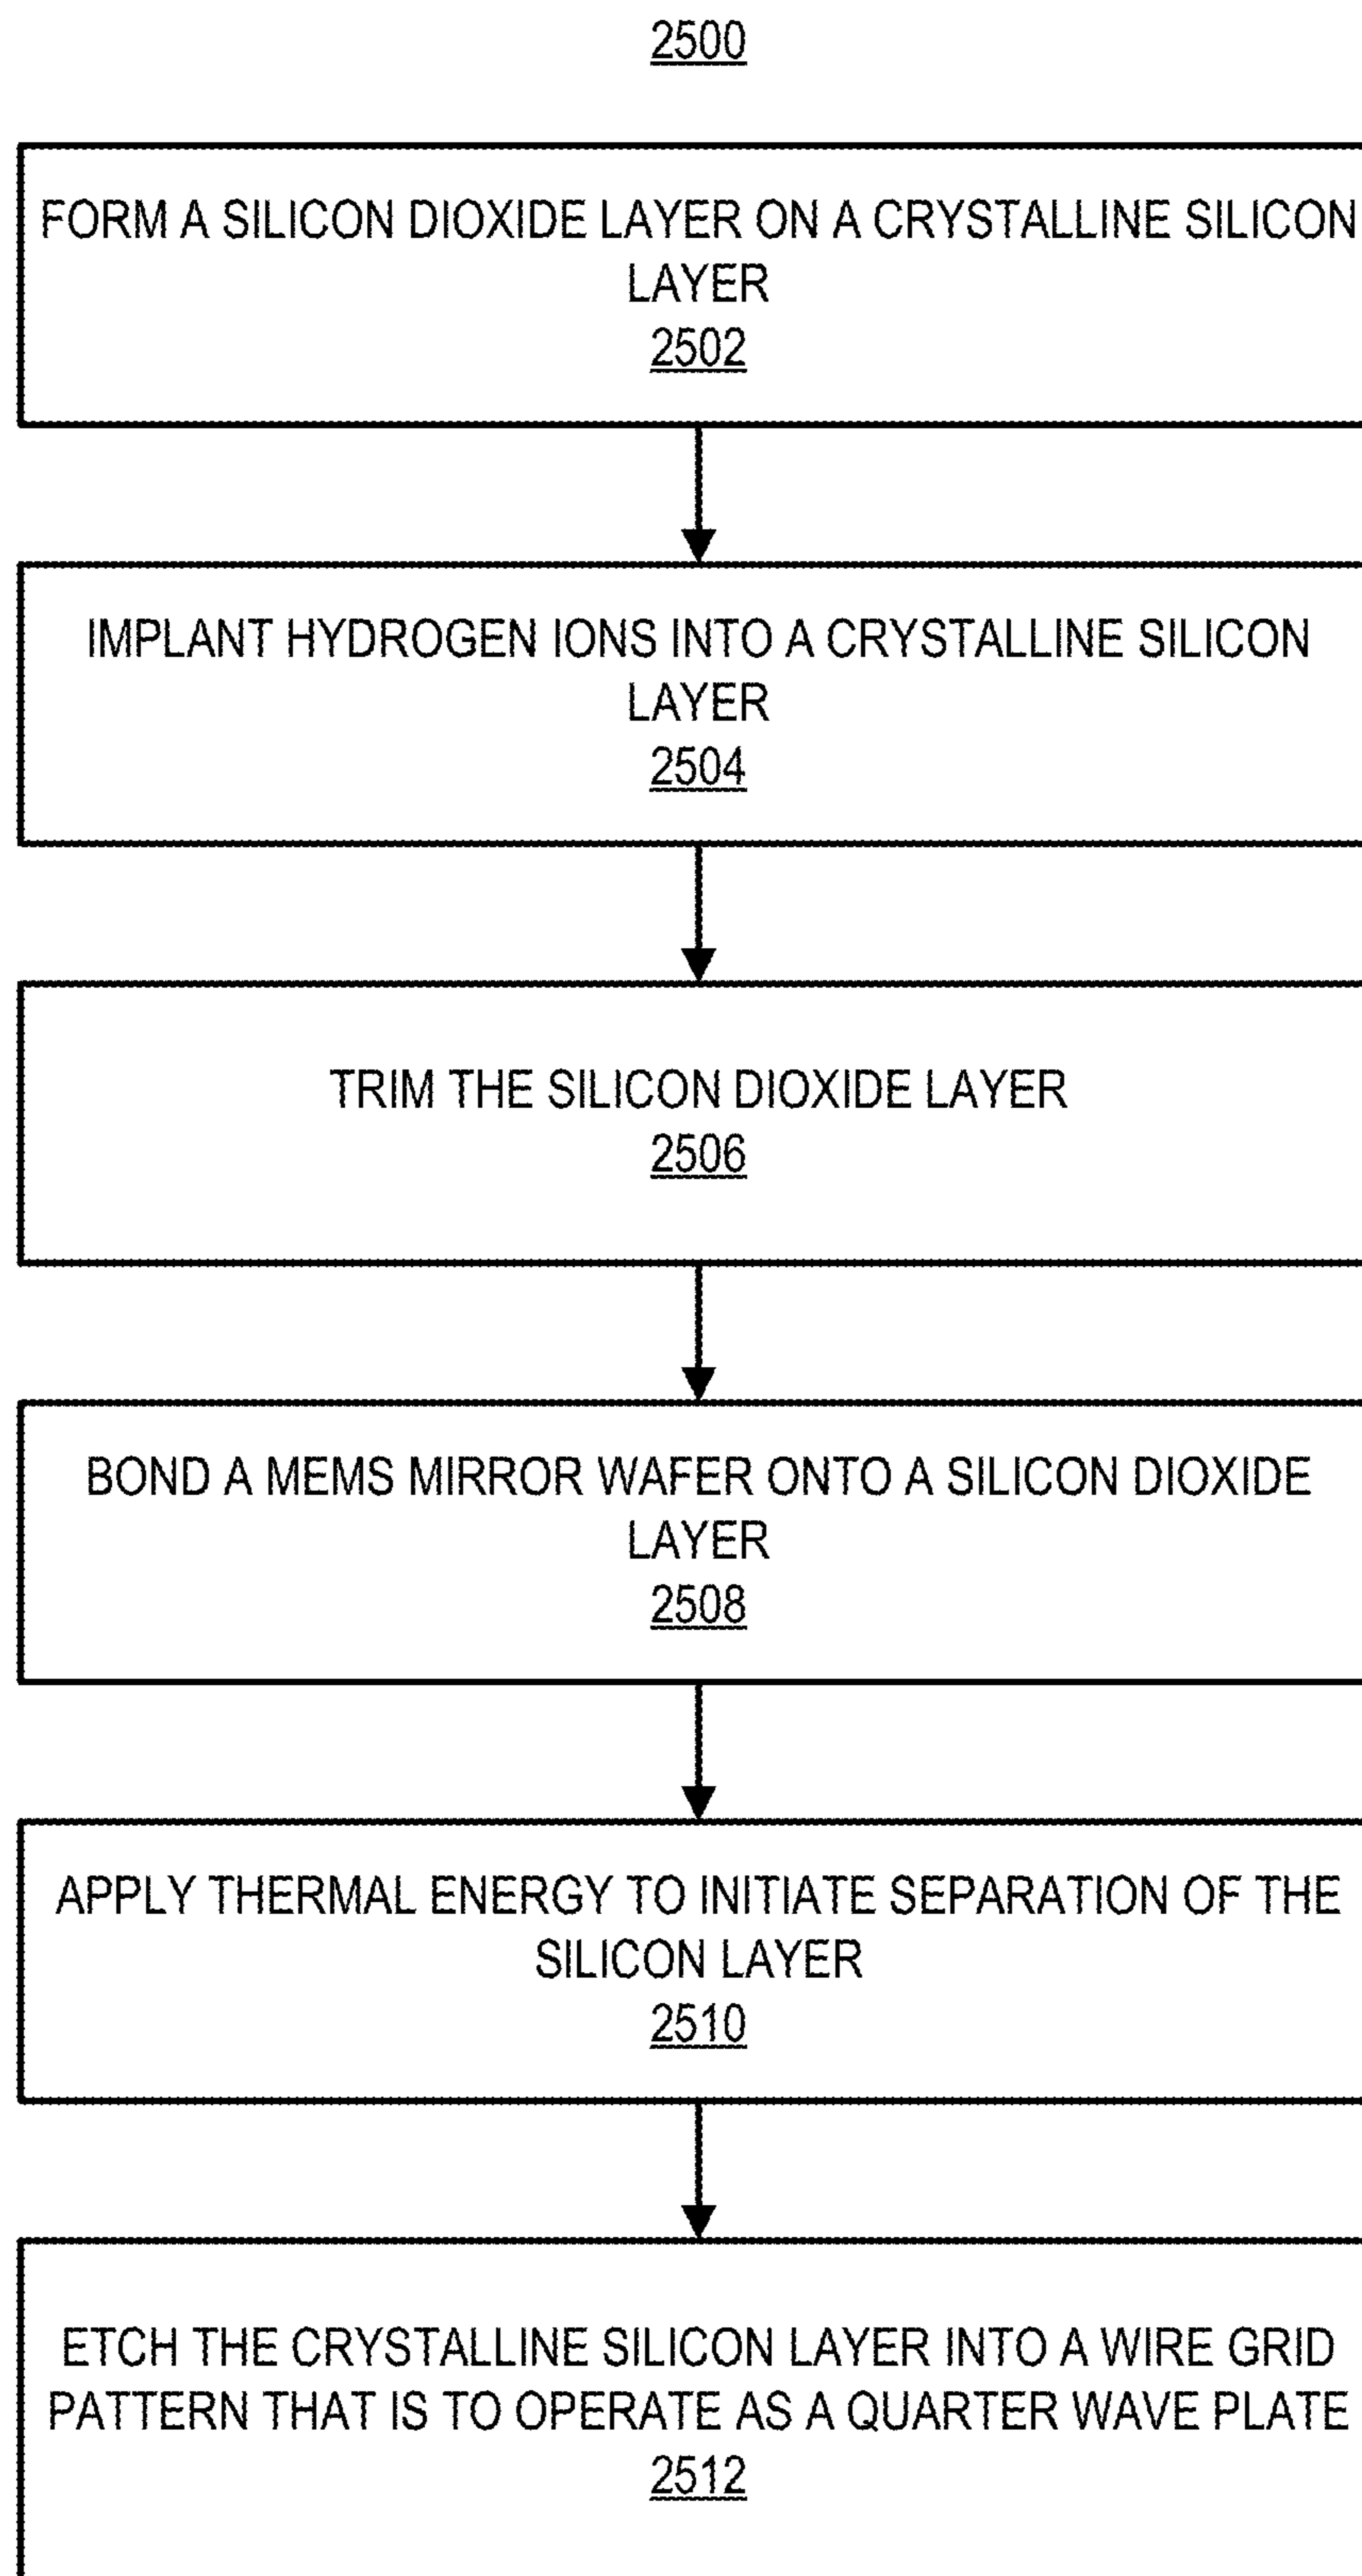 2500
FORM A SILICON DIOXIDE LAYER ON A CRYSTALLINE SILICON
LAYER
2502
IMPLANT HYDROGEN IONS INTO A CRYSTALLINE SILICON
LAYER
2504
TRIM THE SILICON DIOXIDE LAYER
2506
BOND A MEMS MIRROR WAFER ONTO A SILICON DIOXIDE
LAYER
2508
APPLY THERMAL ENERGY TO INITIATE SEPARATION OF THE
SILICON LAYER
2510
ETCH THE CRYSTALLINE SILICON LAYER INTO A WIRE GRID
PATTERN THAT IS TO OPERATE AS A QUARTER WAVE PLATE
2512